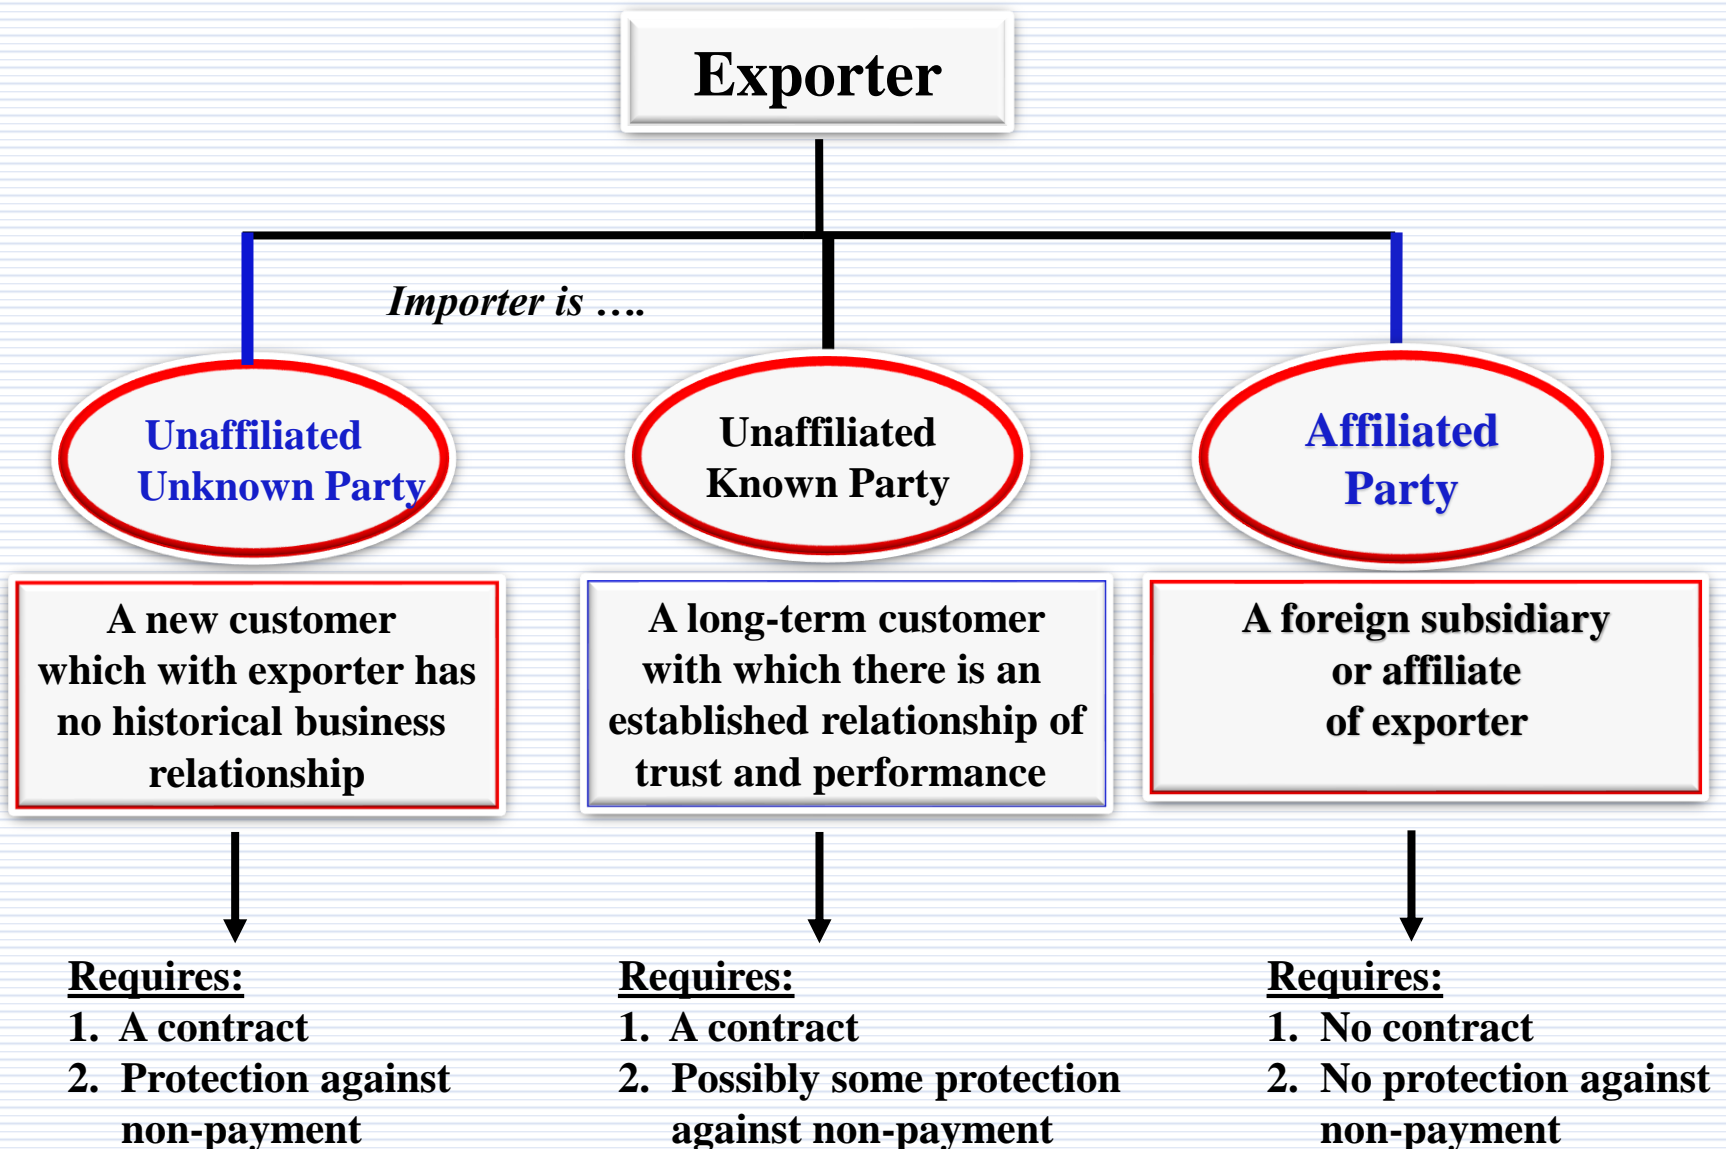 Exporter
Importer is ….
Unaffiliated
Unknown Party
Unaffiliated
Known Party
Affiliated
Party
A new customer
which with exporter has
no historical business
relationship
A long-term customer
with which there is an
established relationship of
trust and performance
A foreign subsidiary
or affiliate
of exporter
Requires:
1. A contract
2. Protection against
non-payment
Requires:
1. A contract
2. Possibly some protection
against non-payment
Requires:
1. No contract
2. No protection against
non-payment